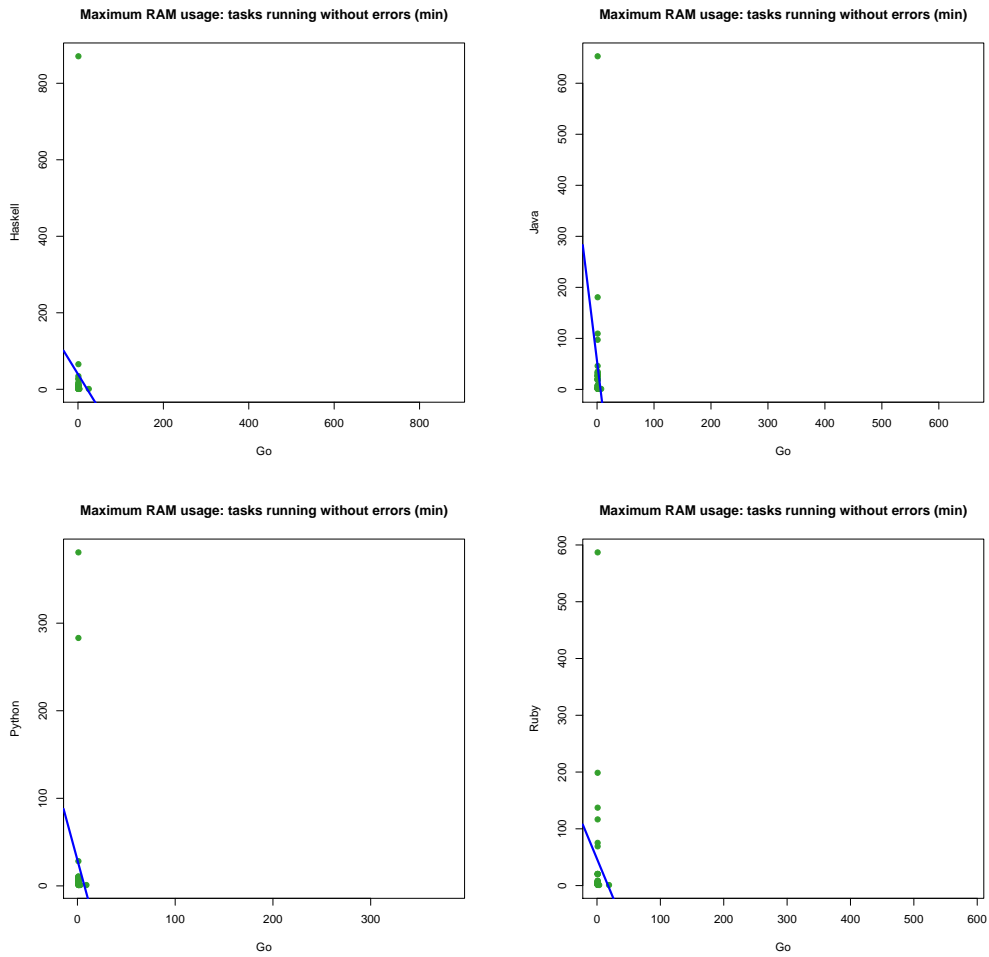 Maximum RAM usage: tasks running without errors (min)
800
600
400
200
0
Haskell
0 200 400 600 800
Go
Maximum RAM usage: tasks running without errors (min)
600
500
400
300
200
100
0
Java
0 100 200 300 400 500 600
Go
Maximum RAM usage: tasks running without errors (min)
300
200
100
0
Python
0 100 200 300
Go
Maximum RAM usage: tasks running without errors (min)
600
500
400
300
200
100
0
Ruby
0 100 200 300 400 500 600
Go